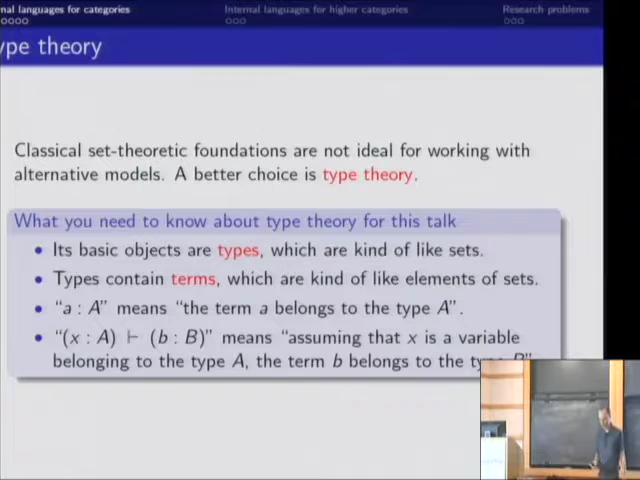 nal languages for categories
Internal languages for higher categories
Research problems
ype theory
Classical set-theoretic foundations are not ideal for working with
alternative models. A better choice is type theory.
What you need to know about type theory for this talk
• Its basic objects are types, which are kind of like sets.
• Types contain terms, which are kind of like elements of sets.
• “a : A” means “the term a belongs to the type A”.
• “(x : A) ⊢ (b : B)” means “assuming that x is a variable
belonging to the type A, the term b belongs to the type B”